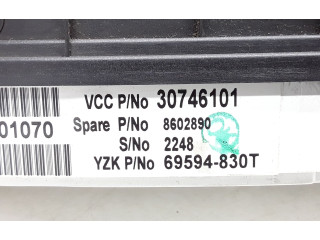 VCC P/No 30746101
01070
Spare P/No 8602890
S/No 2248
YZK P/No 69594-830T